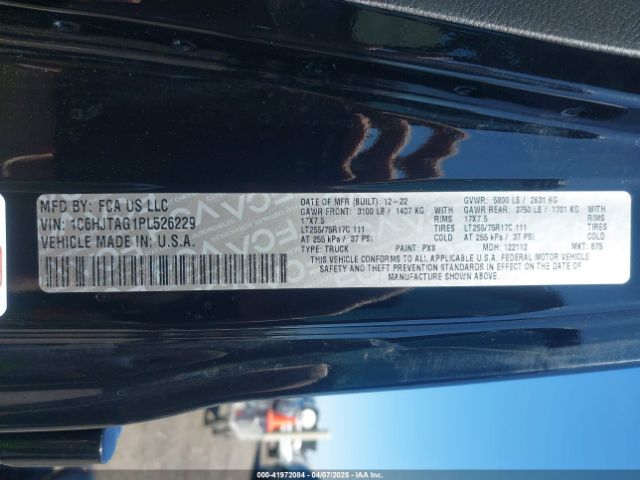 MFD BY: FCA US LLC
VIN: 1C6HJTAG1PL526229
VEHICLE MADE IN: U.S.A.
DATE OF MFR (BUILT): 12-22 GVWR: 5800 LB / 2631 KG
GAWR FRONT: 3100 LB / 1407 KG WITH GAWR REAR: 3750 LB / 1701 KG WITH
17X7.5 RIMS 17X7.5 RIMS
LT255/75R17C 111 TIRES LT255/75R17C 111 TIRES
AT 255 kPa / 37 PSI COLD AT 255 kPa / 37 PSI COLD
TYPE: TRUCK PAINT: PX8 MDH: 122112 MKT: 875
THIS VEHICLE CONFORMS TO ALL APPLICABLE U.S.A. FEDERAL MOTOR VEHICLE
SAFETY AND THEFT PREVENTION STANDARDS IN EFFECT ON THE DATE OF
MANUFACTURE SHOWN ABOVE.
000-41972084 - 04/07/2025 - 04/07/2025